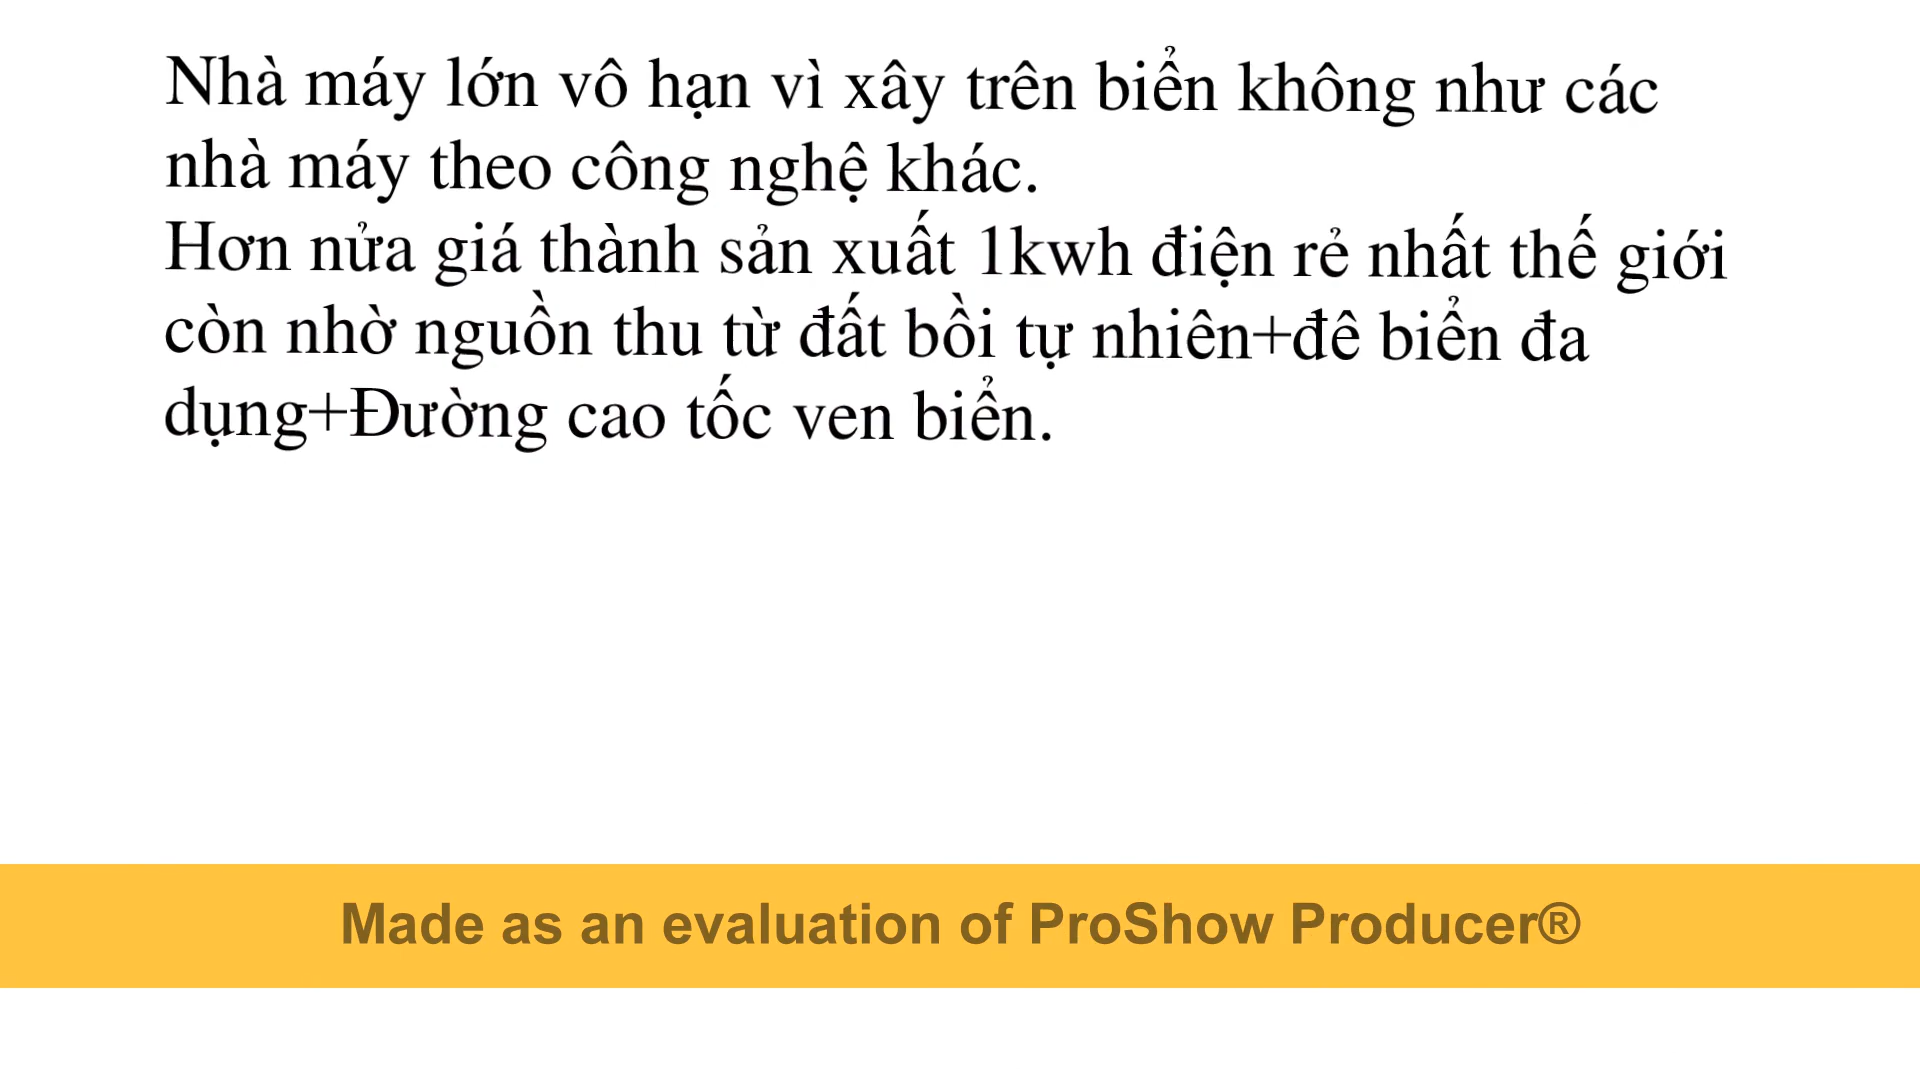 Nhà máy lớn vô hạn vì xây trên biển không như các
nhà máy theo công nghệ khác.
Hơn nửa giá thành sản xuất 1kwh điện rẻ nhất thế giới
còn nhờ nguồn thu từ đất bồi tự nhiên+đê biển đa
dụng+Đường cao tốc ven biển.
Made as an evaluation of ProShow Producer®